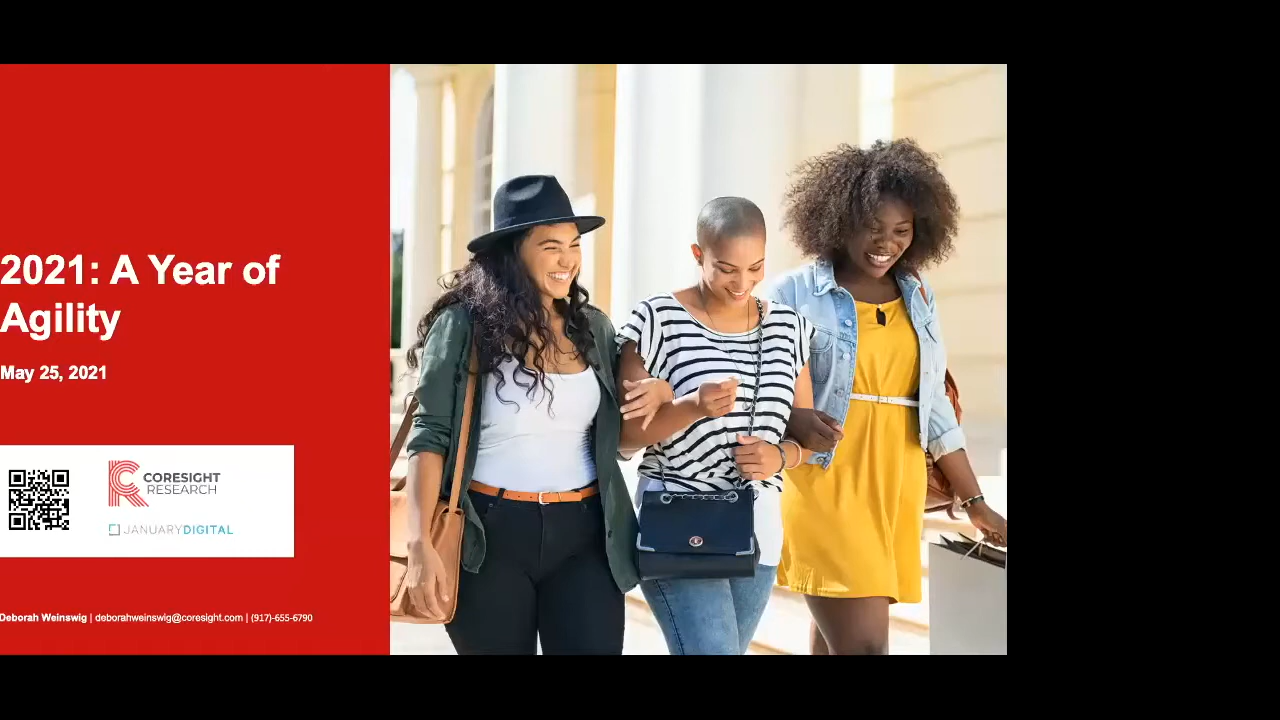 2021: A Year of
Agility
May 25, 2021
CORESIGHT
RESEARCH
JANUARYDIGITAL
Deborah Weinswig | deborahweinswig@coresight.com | (917)-655-6790